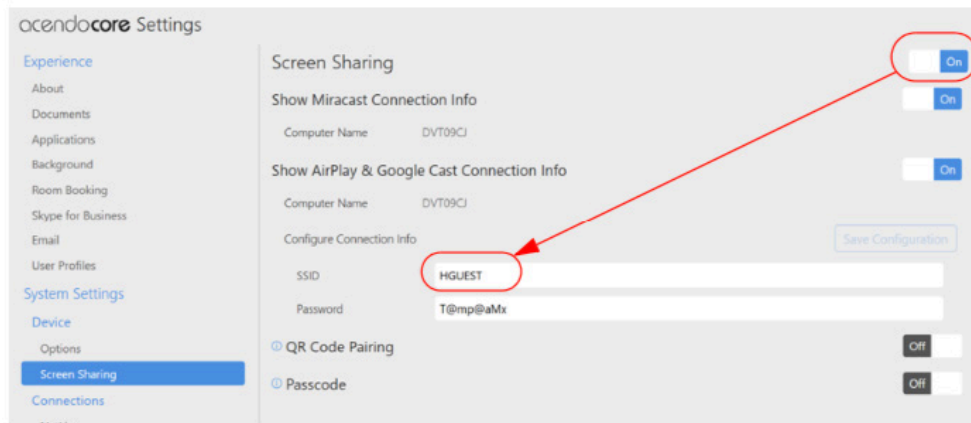 acendocore Settings
Experience
About
Documents
Applications
Background
Room Booking
Skype for Business
Email
User Profiles
System Settings
Device
Options
Screen Sharing
Connections
Screen Sharing On
Show Miracast Connection Info On
Computer Name DVT09CJ
Show AirPlay & Google Cast Connection Info On
Computer Name DVT09CJ
Configure Connection Info Save Configuration
SSID HGUEST
Password T@mp@aMx
QR Code Pairing Off
Passcode Off